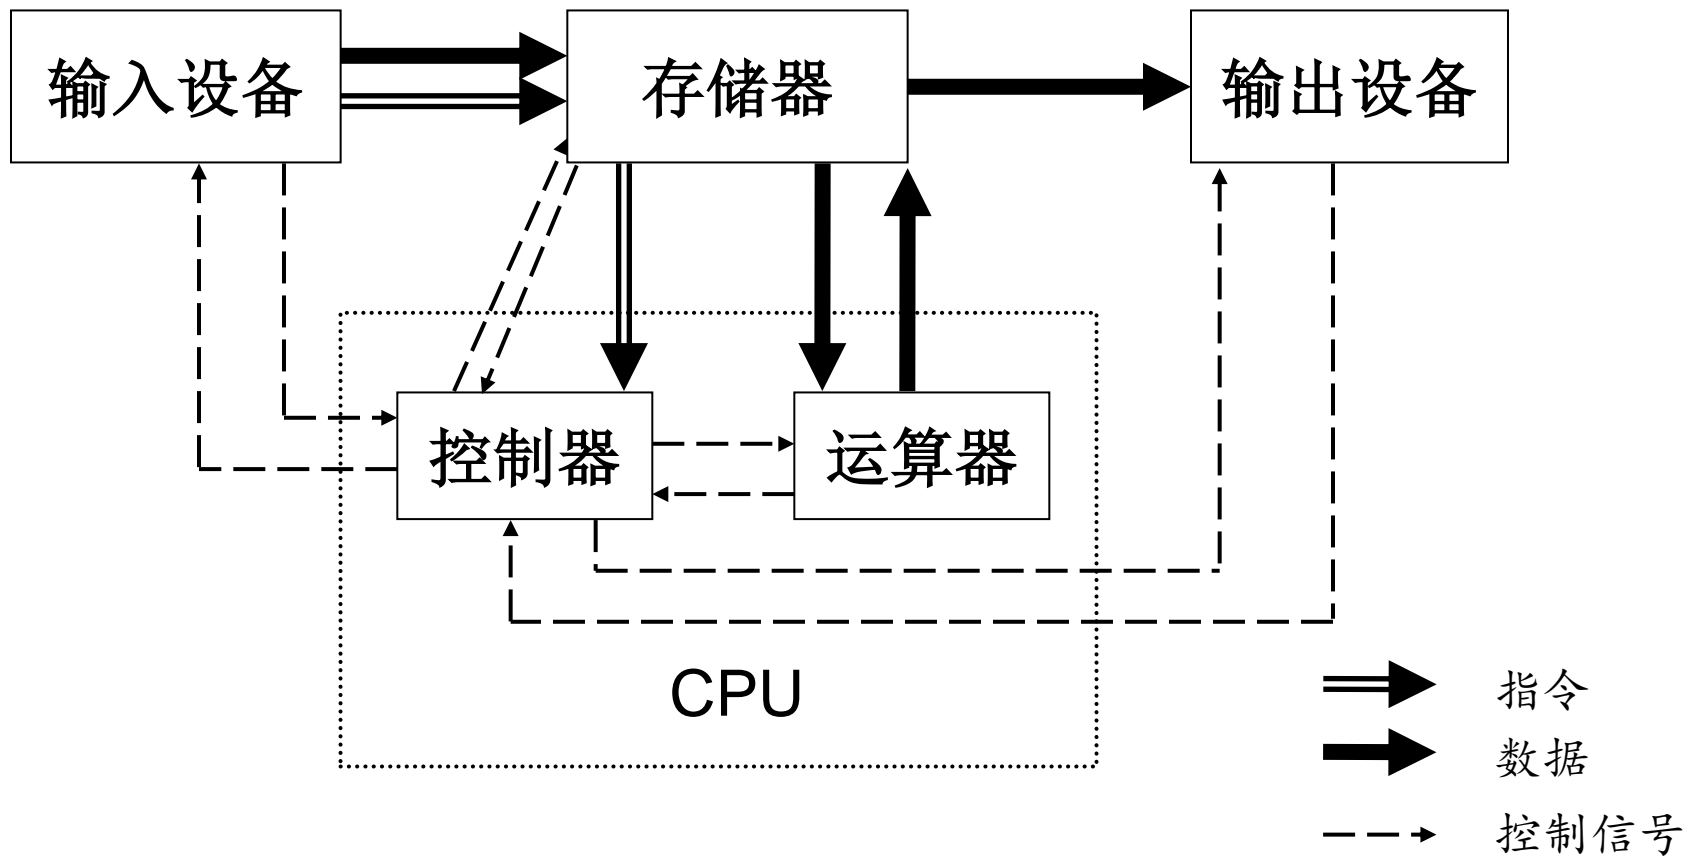 输入设备
存储器
输出设备
控制器
运算器
CPU
指令
数据
控制信号